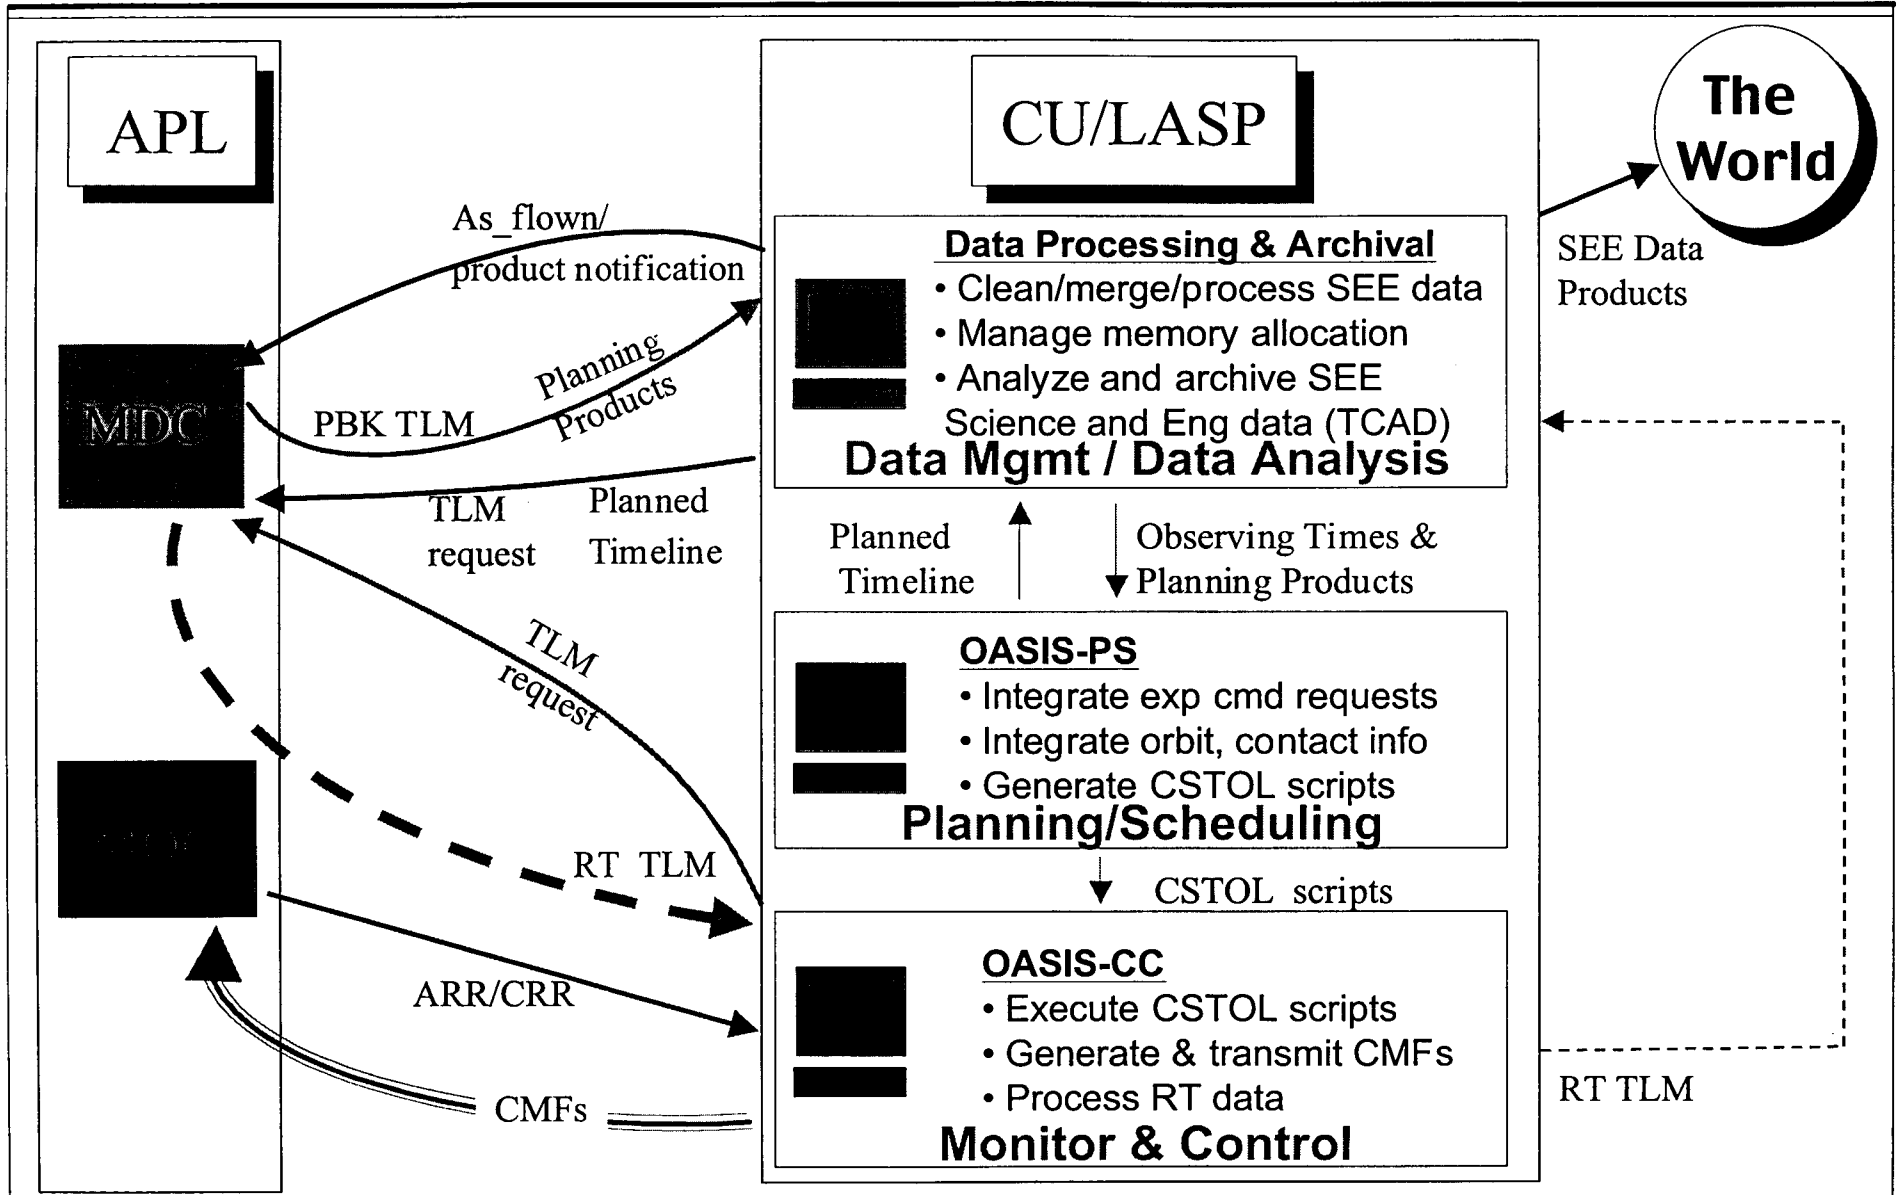 APL
CU/LASP
The
World
As_flown/
product notification
Data Processing & Archival
• Clean/merge/process SEE data
• Manage memory allocation
• Analyze and archive SEE
Science and Eng data (TCAD)
Data Mgmt / Data Analysis
SEE Data
Products
MDC
PBK TLM
Planning
Products
TLM
request
Planned
Timeline
Planned
Timeline
Observing Times &
Planning Products
TLM
request
OASIS-PS
• Integrate exp cmd requests
• Integrate orbit, contact info
• Generate CSTOL scripts
Planning/Scheduling
RT TLM
CSTOL scripts
ARR/CRR
OASIS-CC
• Execute CSTOL scripts
• Generate & transmit CMFs
• Process RT data
Monitor & Control
CMFs
RT TLM